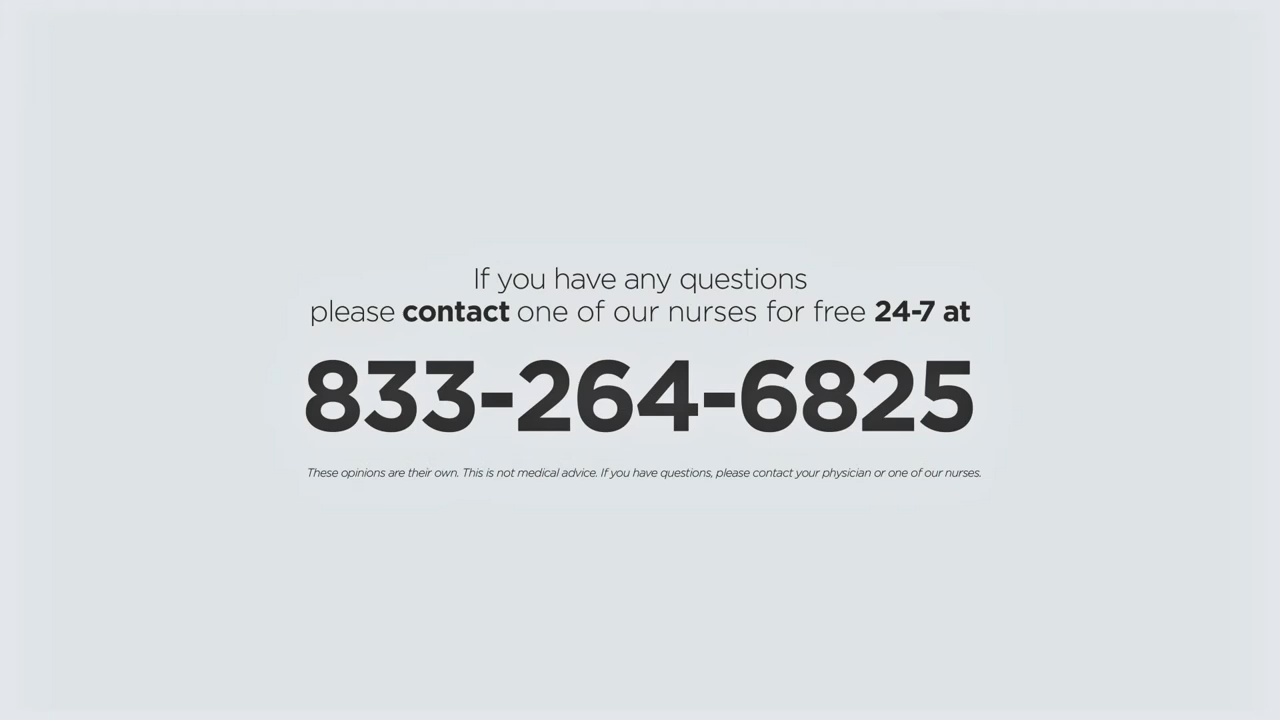 If you have any questions
please contact one of our nurses for free 24-7 at
833-264-6825
These opinions are their own. This is not medical advice. If you have questions, please contact your physician or one of our nurses.